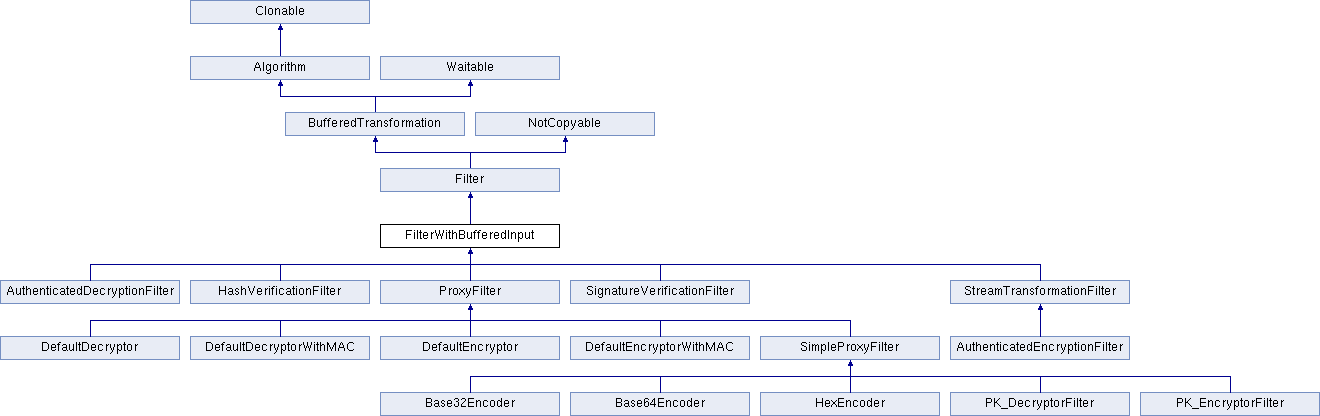 Clonable
Algorithm
Waitable
BufferedTransformation
NotCopyable
Filter
FilterWithBufferedInput
AuthenticatedDecryptionFilter
HashVerificationFilter
ProxyFilter
SignatureVerificationFilter
StreamTransformationFilter
DefaultDecryptor
DefaultDecryptorWithMAC
DefaultEncryptor
DefaultEncryptorWithMAC
SimpleProxyFilter
AuthenticatedEncryptionFilter
Base32Encoder
Base64Encoder
HexEncoder
PK_DecryptorFilter
PK_EncryptorFilter